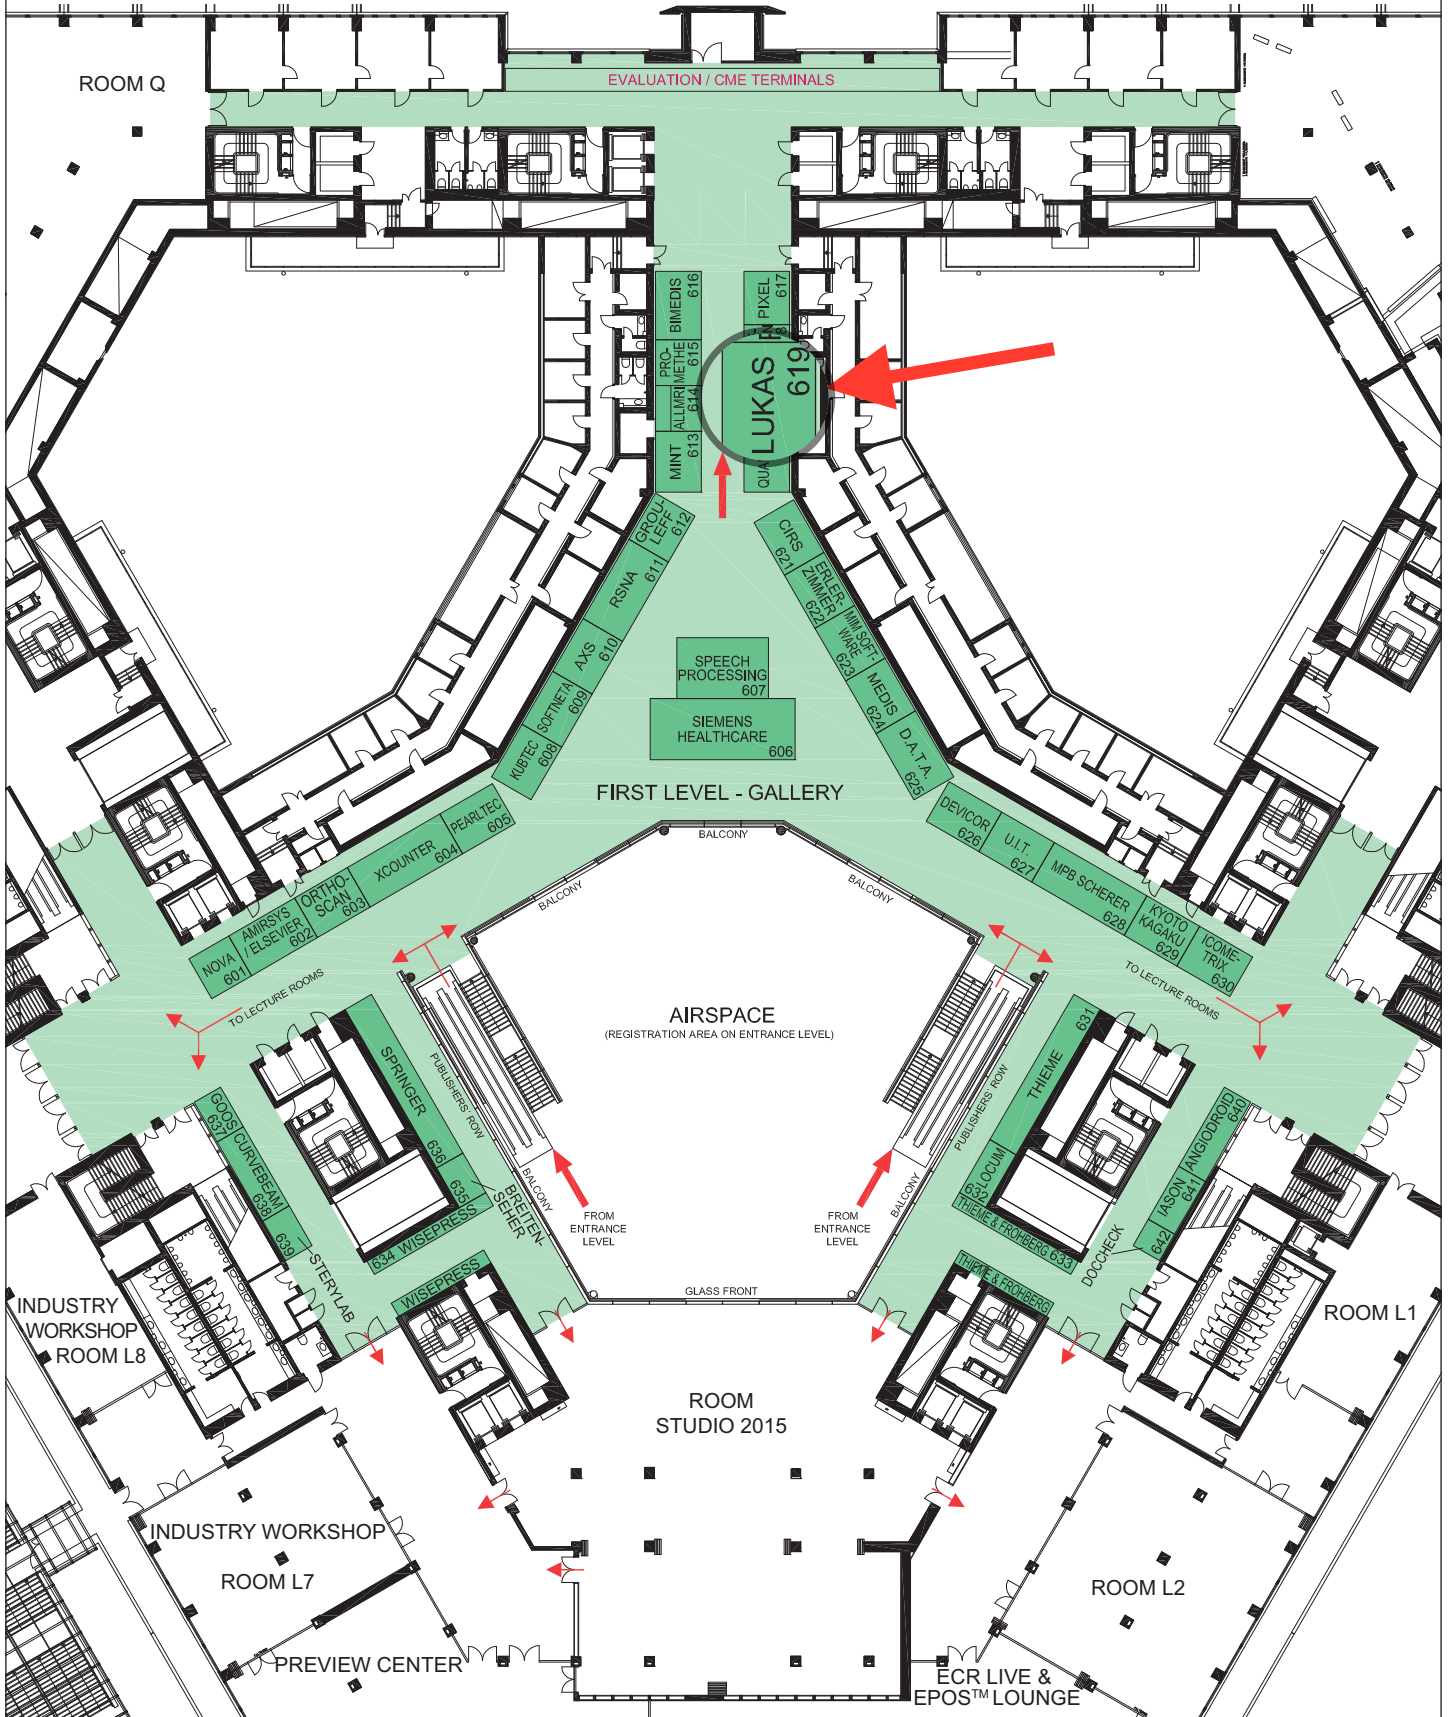 EVALUATION / CME TERMINALS
ROOM Q
BIMEDIS
616
PIXEL
617
PRO-
METHE
615
ALLMRI
614
MINT
613
LUKAS
619
GROU-
LEFF
612
RSNA
611
AXS
610
SOFTNETA
609
KUBTEC
608
CIRS
621
ERLER-
ZIMMER
622
MIM SOFT-
WARE
623
MEDIS
624
D.A.T.A.
625
SPEECH
PROCESSING
607
SIEMENS
HEALTHCARE
606
FIRST LEVEL - GALLERY
PEARLTEC
605
XCOUNTER
604
ORTHO-
SCAN
603
AMIRSYS
/ ELSEVIER
602
NOVA
601
DEVICOR
626
U.I.T.
627
MPB SCHERER
628
KYOTO
KAGAKU
629
ICOME-
TRIX
630
BALCONY
BALCONY
BALCONY
TO LECTURE ROOMS
TO LECTURE ROOMS
AIRSPACE
(REGISTRATION AREA ON ENTRANCE LEVEL)
SPRINGER
636
PUBLISHERS' ROW
PUBLISHERS' ROW
631
THIEME
LOCUM
632
THIEME & FROHBERG 633
THIEME & FROHBERG
GOOS
637
CURVEBEAM
638
639
STERYLAB
635
BREITEN-
SEHER
634 WISEPRESS
WISEPRESS
BALCONY
BALCONY
FROM
ENTRANCE
LEVEL
FROM
ENTRANCE
LEVEL
ANGIODROID
640
IASON
641
642
DOCCHECK
GLASS FRONT
INDUSTRY
WORKSHOP
ROOM L8
ROOM L1
ROOM
STUDIO 2015
INDUSTRY WORKSHOP
ROOM L7
ROOM L2
PREVIEW CENTER
ECR LIVE &
EPOS™ LOUNGE